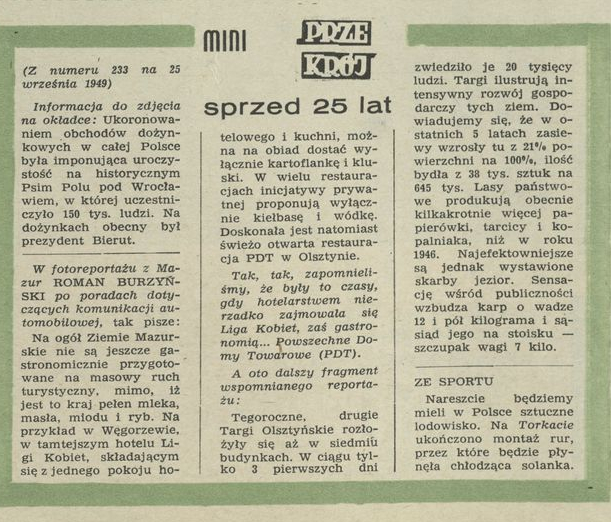 MINI
PRZE
KRÓJ
sprzed 25 lat
(Z numeru 233 na 25
września 1949)
Informacja do zdjęcia
na okładce: Ukoronowa-
niem obchodów dożyn-
kowych w całej Polsce
była imponująca uroczy-
stość na historycznym
Psim Polu pod Wrocła-
wiem, w której uczestni-
czyło 150 tys. ludzi. Na
dożynkach obecny był
prezydent Bierut.
W fotoreportażu z Ma-
zur ROMAN BURZYŃ-
SKI po poradach doty-
czących komunikacji au-
tomobilowej, tak pisze:
Na ogół Ziemie Mazur-
skie nie są jeszcze ga-
stronomicznie przygoto-
wane na masowy ruch
turystyczny, mimo, iż
jest to kraj pełen mleka,
masła, miodu i ryb. Na
przykład w Węgorzewie,
w tamtejszym hotelu Li-
gi Kobiet, składającym
się z jednego pokoju ho-
telowego i kuchni, moż-
na na obiad dostać wy-
łącznie kartoflankę i klu-
ski. W wielu restaura-
cjach inicjatywy prywa-
tnej proponują wyłącz-
nie kiełbasę i wódkę.
Doskonała jest natomiast
świeżo otwarta restaura-
cja PDT w Olsztynie.
Tak, tak, zapomnieli-
śmy, że były to czasy,
gdy hotelarstwem nie-
rzadko zajmowała się
Liga Kobiet, zaś gastro-
nomią... Powszechne Do-
my Towarowe (PDT).
A oto dalszy fragment
wspomnianego reporta-
żu:
Tegoroczne, drugie
Targi Olsztyńskie rozło-
żyły się aż w siedmiu
budynkach. W ciągu tyl-
ko 3 pierwszych dni
zwiedziło je 20 tysięcy
ludzi. Targi ilustrują in-
tensywny rozwój gospo-
darczy tych ziem. Do-
wiadujemy się, że w o-
statnich 5 latach zasie-
wy wzrosły tu z 21% po-
wierzchni na 100%, ilość
bydła z 38 tys. sztuk na
645 tys. Lasy państwo-
we produkują obecnie
kilkakrotnie więcej pa-
pierówki, tarcicy i ko-
palniaka, niż w roku
1946. Najefektowniejsze
są jednak wystawione
skarby jezior. Sensa-
cję wśród publiczności
wzbudza karp o wadze
12 i pół kilograma i są-
siad jego na stoisku —
szczupak wagi 7 kilo.
ZE SPORTU
Nareszcie będziemy
mieli w Polsce sztuczne
lodowisko. Na Torkacie
ukończono montaż rur,
przez które będzie pły-
nęła chłodząca solanka.